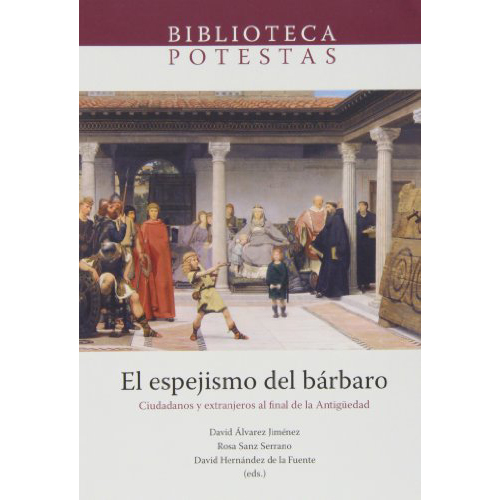 BIBLIOTECA
POTESTAS
El espejismo del bárbaro
Ciudadanos y extranjeros al final de la Antigüedad
David Álvarez Jiménez
Rosa Sanz Serrano
David Hernández de la Fuente
(eds.)